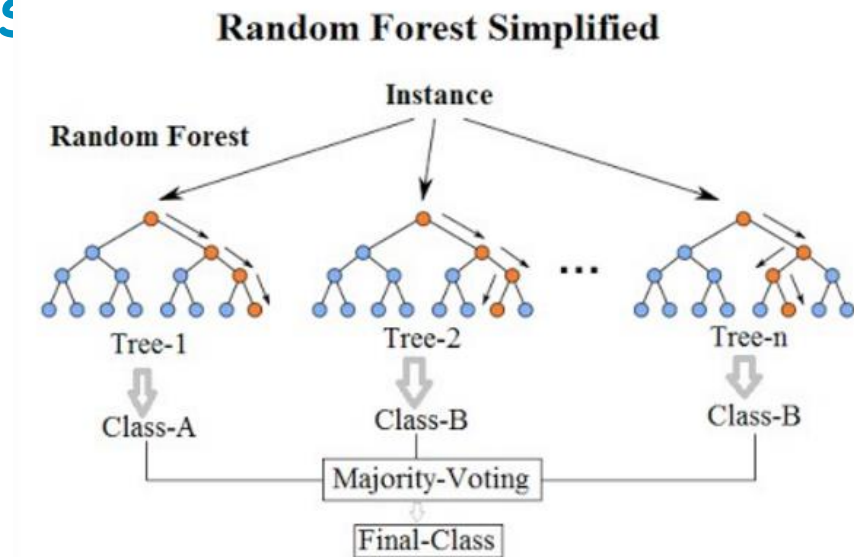 s
Random Forest Simplified
Instance
Random Forest
...
Tree-1
Tree-2
Tree-n
Class-A
Class-B
Class-B
Majority-Voting
Final-Class